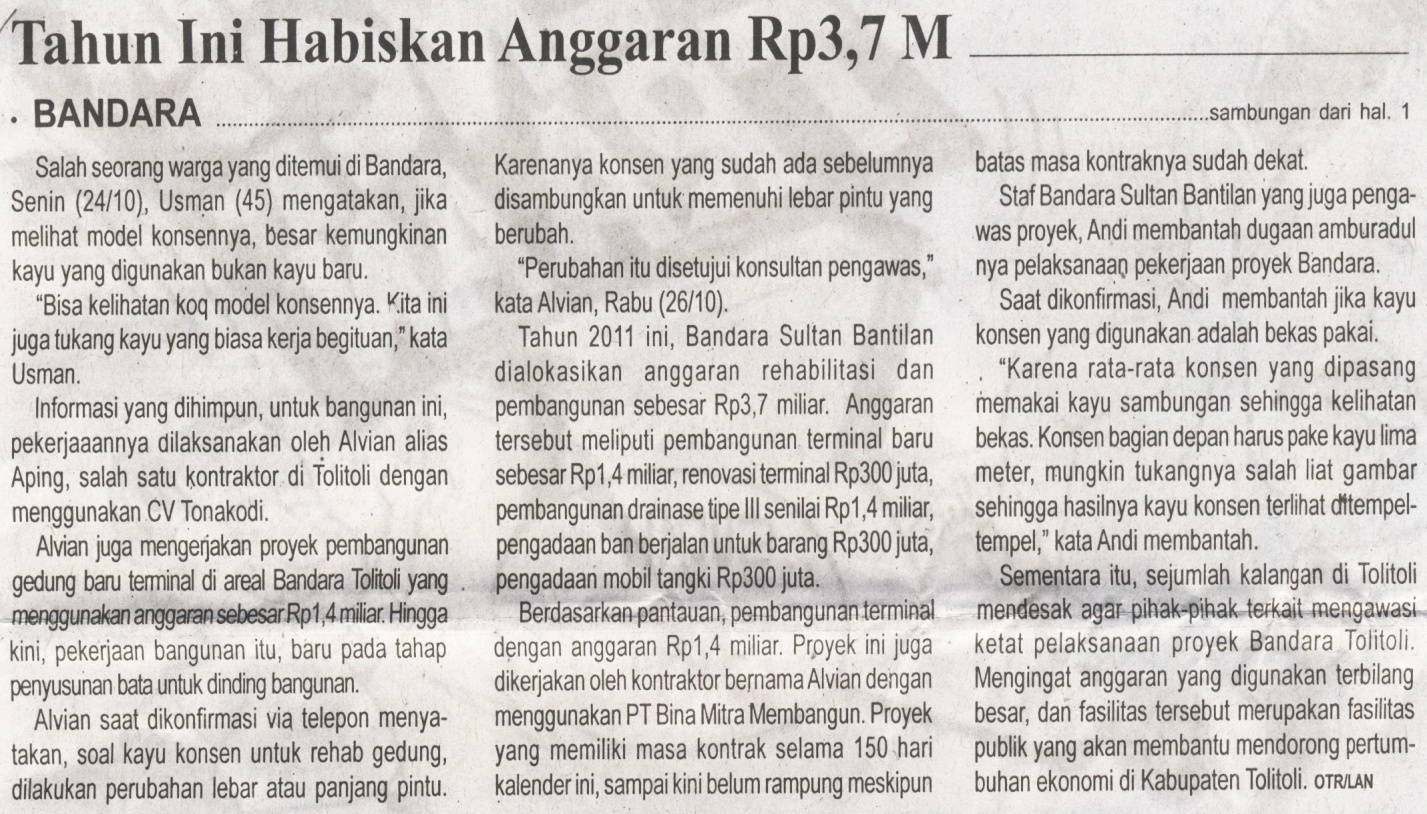 Tahun Ini Habiskan Anggaran Rp3,7 M
• BANDARA ........ sambungan dari hal. 1
Salah seorang warga yang ditemui di Bandara,
Senin (24/10), Usman (45) mengatakan, jika
melihat model konsennya, besar kemungkinan
kayu yang digunakan bukan kayu baru.
“Bisa kelihatan koq model konsennya. Kita ini
juga tukang kayu yang biasa kerja begituan,” kata
Usman.
Informasi yang dihimpun, untuk bangunan ini,
pekerjaaannya dilaksanakan oleh Alvian alias
Aping, salah satu kontraktor di Tolitoli dengan
menggunakan CV Tonakodi.
Alvian juga mengerjakan proyek pembangunan
gedung baru terminal di areal Bandara Tolitoli yang
menggunakan anggaran sebesar Rp1,4 miliar. Hingga
kini, pekerjaan bangunan itu, baru pada tahap
penyusunan bata untuk dinding bangunan.
Alvian saat dikonfirmasi via telepon menya-
takan, soal kayu konsen untuk rehab gedung,
dilakukan perubahan lebar atau panjang pintu.
Karenanya konsen yang sudah ada sebelumnya
disambungkan untuk memenuhi lebar pintu yang
berubah.
“Perubahan itu disetujui konsultan pengawas,”
kata Alvian, Rabu (26/10).
Tahun 2011 ini, Bandara Sultan Bantilan
dialokasikan anggaran rehabilitasi dan
pembangunan sebesar Rp3,7 miliar. Anggaran
tersebut meliputi pembangunan terminal baru
sebesar Rp1,4 miliar, renovasi terminal Rp300 juta,
pembangunan drainase tipe III senilai Rp1,4 miliar,
pengadaan ban berjalan untuk barang Rp300 juta,
pengadaan mobil tangki Rp300 juta.
Berdasarkan pantauan, pembangunan terminal
dengan anggaran Rp1,4 miliar. Proyek ini juga
dikerjakan oleh kontraktor bernama Alvian dengan
menggunakan PT Bina Mitra Membangun. Proyek
yang memiliki masa kontrak selama 150 hari
kalender ini, sampai kini belum rampung meskipun
batas masa kontraknya sudah dekat.
Staf Bandara Sultan Bantilan yang juga penga-
was proyek, Andi membantah dugaan amburadul
nya pelaksanaan pekerjaan proyek Bandara.
Saat dikonfirmasi, Andi membantah jika kayu
konsen yang digunakan adalah bekas pakai.
“Karena rata-rata konsen yang dipasang
memakai kayu sambungan sehingga kelihatan
bekas. Konsen bagian depan harus pake kayu lima
meter, mungkin tukangnya salah liat gambar
sehingga hasilnya kayu konsen terlihat ditempel-
tempel,” kata Andi membantah.
Sementara itu, sejumlah kalangan di Tolitoli
mendesak agar pihak-pihak terkait mengawasi
ketat pelaksanaan proyek Bandara Tolitoli.
Mengingat anggaran yang digunakan terbilang
besar, dan fasilitas tersebut merupakan fasilitas
publik yang akan membantu mendorong pertum-
buhan ekonomi di Kabupaten Tolitoli. OTR/LAN